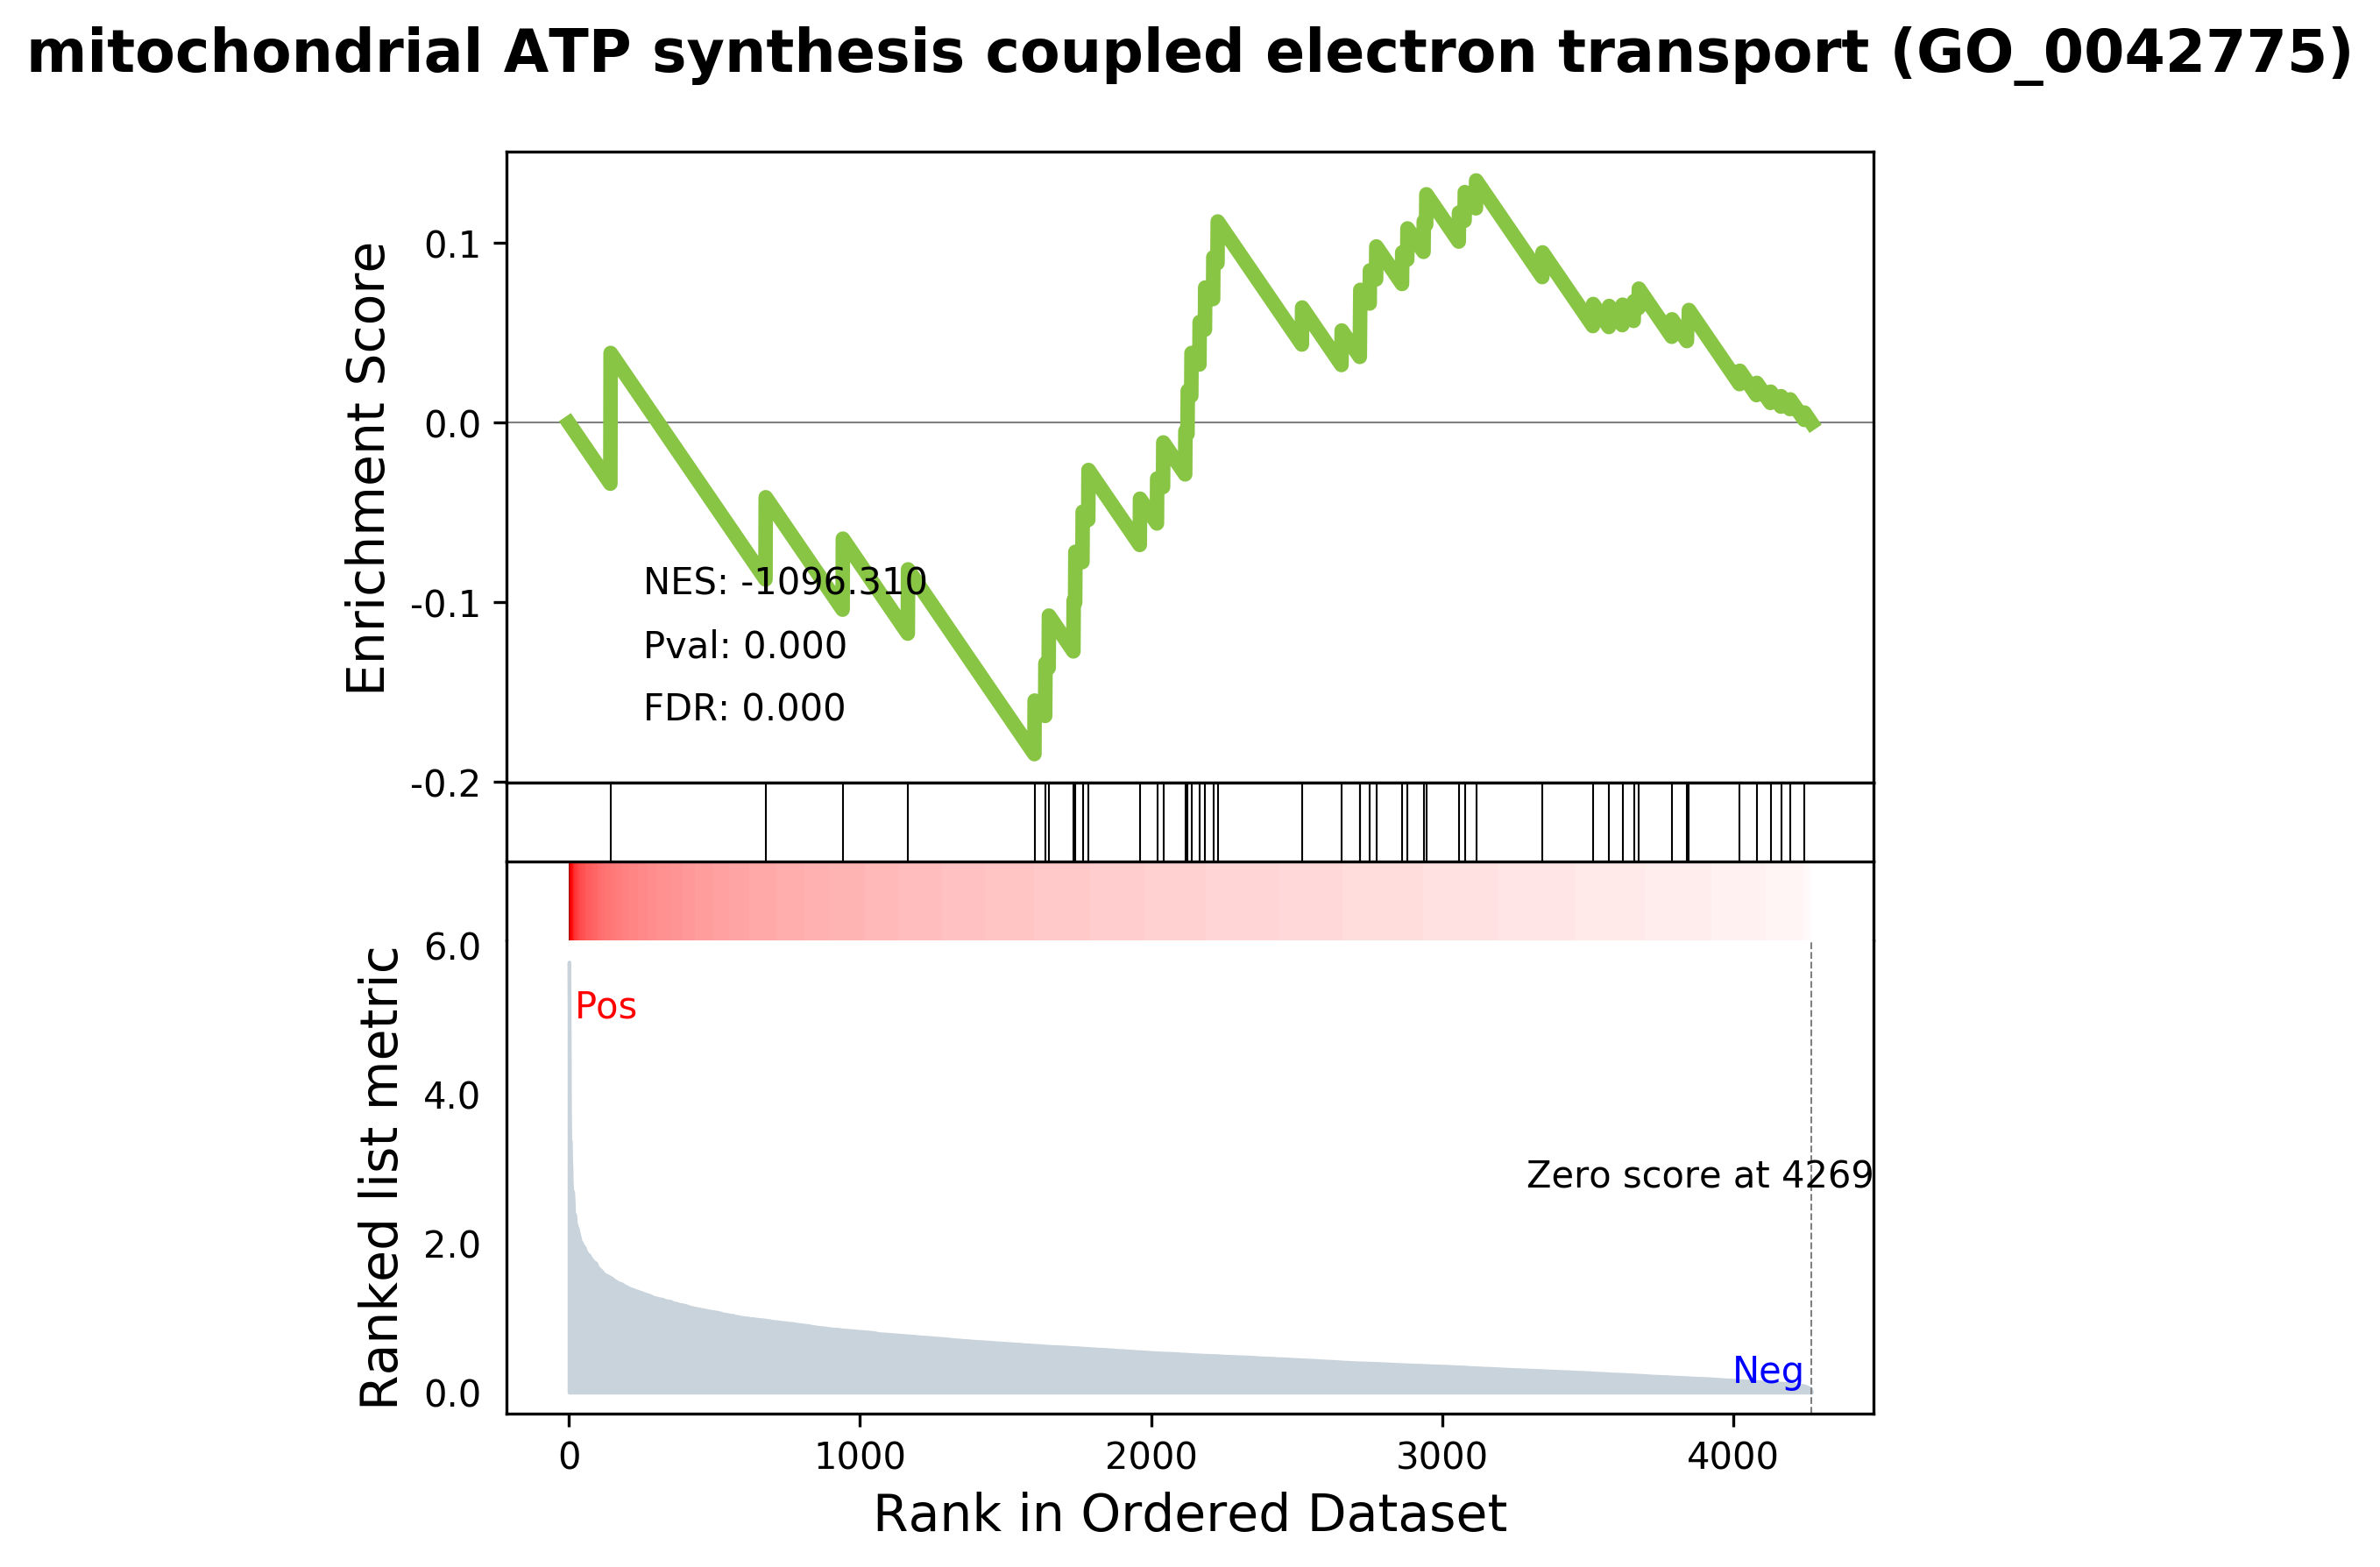 mitochondrial ATP synthesis coupled electron transport (GO_0042775)
Enrichment Score
0.1
0.0
-0.1
-0.2
NES: -1096.310
Pval: 0.000
FDR: 0.000
Ranked list metric
6.0
4.0
2.0
0.0
Pos
Zero score at 4269
Neg
0 1000 2000 3000 4000
Rank in Ordered Dataset